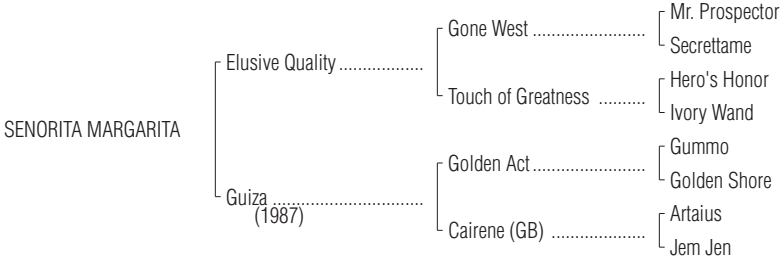 Mr. Prospector
Gone West ........................
Secrettame
Elusive Quality ..................
Hero's Honor
Touch of Greatness ..........
Ivory Wand
SENORITA MARGARITA
Gummo
Golden Act ........................
Golden Shore
Guiza ................................
(1987)
Artaius
Cairene (GB) ....................
Jem Jen